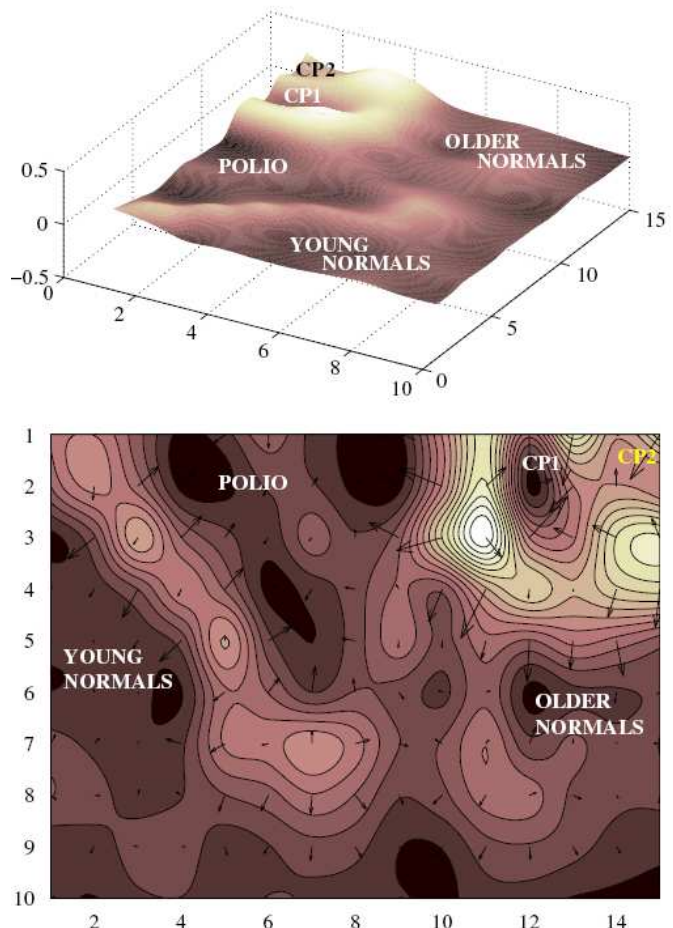 CP2
CP1
OLDER
NORMALS
POLIO
0.5
15
0
YOUNG
NORMALS
10
−0.5
0
5
2
4
6
8
0
10
1
CP1
CP2
2
POLIO
3
4
5
YOUNG
NORMALS
6
OLDER
NORMALS
7
8
9
10
2
4
6
8
10
12
14